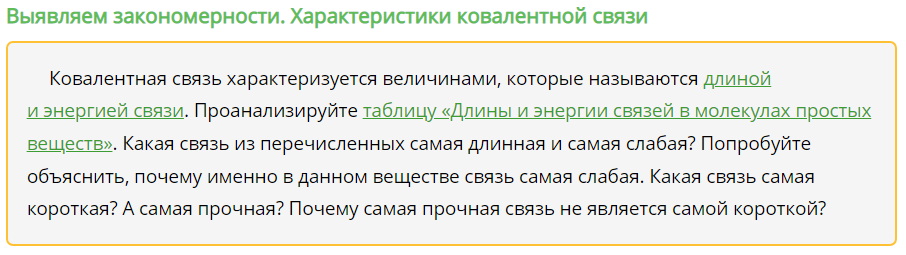 Выявляем закономерности. Характеристики ковалентной связи
Ковалентная связь характеризуется величинами, которые называются длиной
и энергией связи. Проанализируйте таблицу «Длины и энергии связей в молекулах простых
веществ». Какая связь из перечисленных самая длинная и самая слабая? Попробуйте
объяснить, почему именно в данном веществе связь самая слабая. Какая связь самая
короткая? А самая прочная? Почему самая прочная связь не является самой короткой?